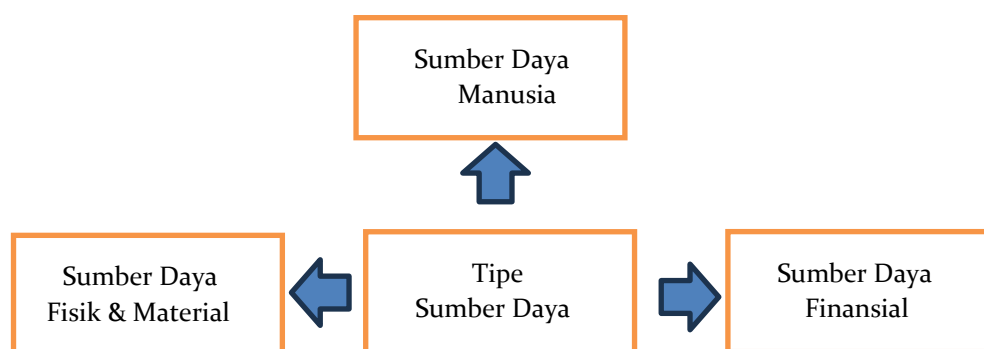 Sumber Daya
Manusia
Sumber Daya
Fisik & Material
Tipe
Sumber Daya
Sumber Daya
Finansial